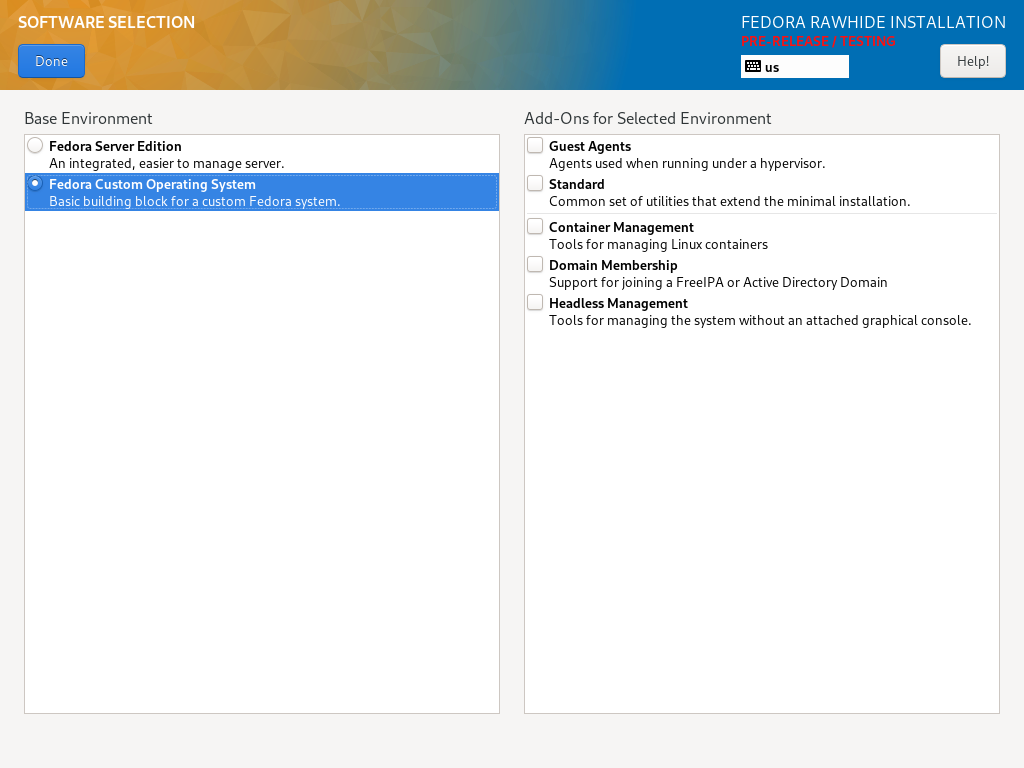 SOFTWARE SELECTION
Done
FEDORA RAWHIDE INSTALLATION
PRE-RELEASE / TESTING
us
Help!
Base Environment
Fedora Server Edition
An integrated, easier to manage server.
Fedora Custom Operating System
Basic building block for a custom Fedora system.
Add-Ons for Selected Environment
Guest Agents
Agents used when running under a hypervisor.
Standard
Common set of utilities that extend the minimal installation.
Container Management
Tools for managing Linux containers
Domain Membership
Support for joining a FreeIPA or Active Directory Domain
Headless Management
Tools for managing the system without an attached graphical console.